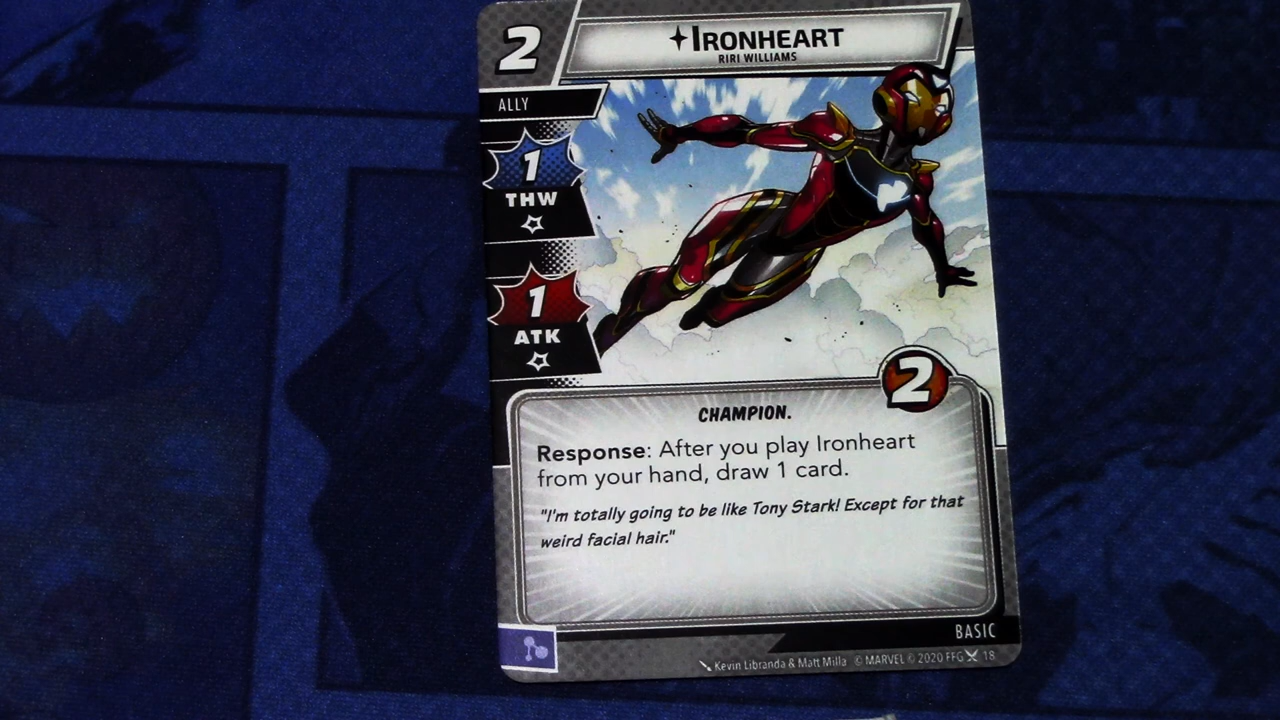 2
IRONHEART
RIRI WILLIAMS
ALLY
1
THW
1
ATK
2
CHAMPION.
Response: After you play Ironheart
from your hand, draw 1 card.
"I'm totally going to be like Tony Stark! Except for that
weird facial hair."
BASIC
Kevin Libranda & Matt Milla © MARVEL © 2020 FFG 18